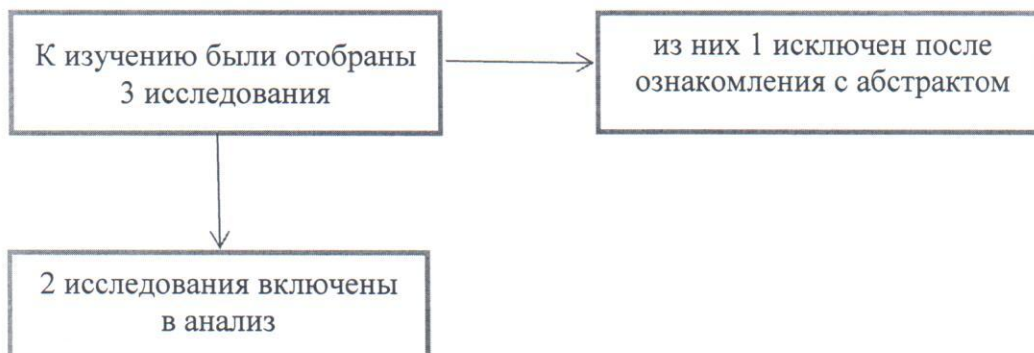 К изучению были отобраны
3 исследования
из них 1 исключен после
ознакомления с абстрактом
2 исследования включены
в анализ